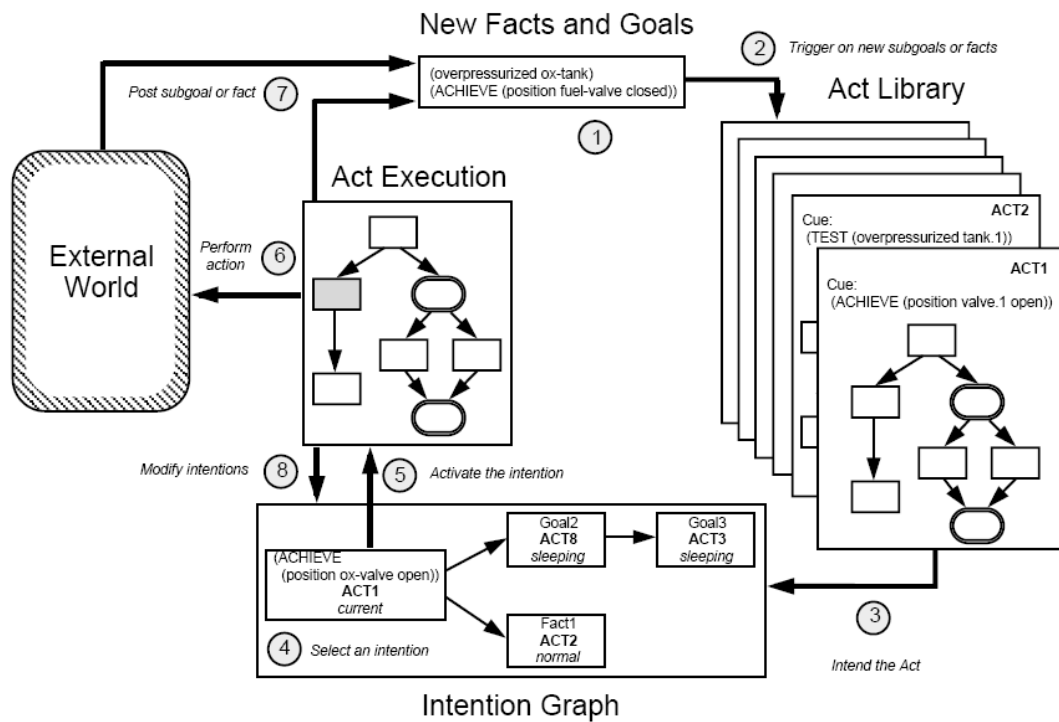 New Facts and Goals
2
Trigger on new subgoals or facts
(overpressurized ox-tank)
(ACHIEVE (position fuel-valve closed))
Post subgoal or fact
7
1
Act Library
Act Execution
ACT2
Cue:
(TEST (overpressurized tank.1))
External
World
Perform
action
6
ACT1
Cue:
(ACHIEVE (position valve.1 open))
Modify intentions
8
5
Activate the intention
Goal2
ACT8
sleeping
Goal3
ACT3
sleeping
(ACHIEVE
(position ox-valve open))
ACT1
current
3
Fact1
ACT2
normal
4
Select an intention
Intend the Act
Intention Graph